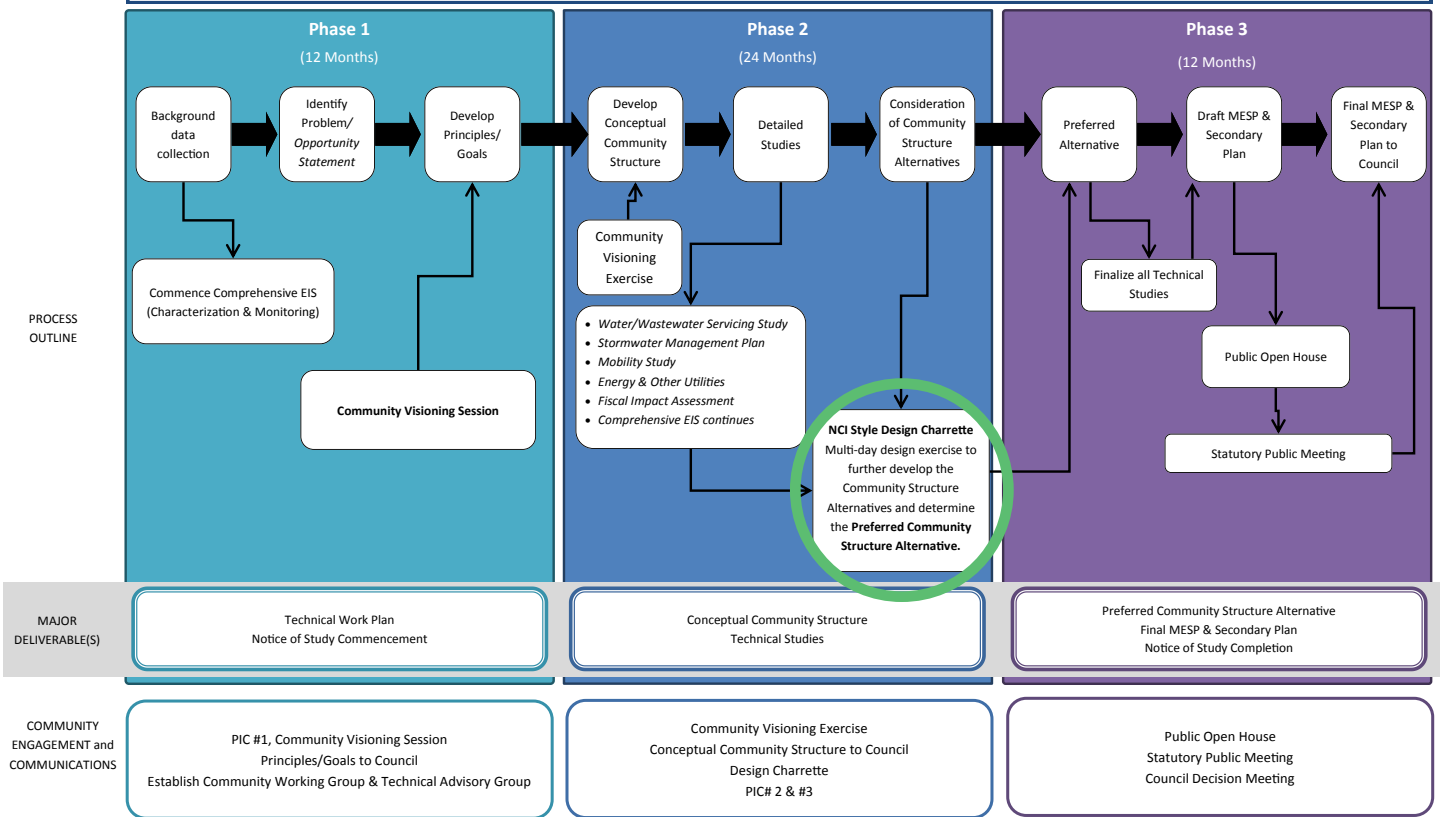 Phase 1
(12 Months)
Phase 2
(24 Months)
Phase 3
(12 Months)
Background
data
collection
Identify
Problem/
Opportunity
Statement
Develop
Principles/
Goals
Develop
Conceptual
Community
Structure
Detailed
Studies
Consideration
of Community
Structure
Alternatives
Preferred
Alternative
Draft MESP &
Secondary
Plan
Final MESP &
Secondary
Plan to
Council
PROCESS
OUTLINE
Commence Comprehensive EIS
(Characterization & Monitoring)
Community Visioning Session
Community
Visioning
Exercise
• Water/Wastewater Servicing Study
• Stormwater Management Plan
• Mobility Study
• Energy & Other Utilities
• Fiscal Impact Assessment
• Comprehensive EIS continues
NCI Style Design Charrette
Multi-day design exercise to
further develop the
Community Structure
Alternatives and determine
the Preferred Community
Structure Alternative.
Finalize all Technical
Studies
Public Open House
Statutory Public Meeting
MAJOR
DELIVERABLE(S)
Technical Work Plan
Notice of Study Commencement
Conceptual Community Structure
Technical Studies
Preferred Community Structure Alternative
Final MESP & Secondary Plan
Notice of Study Completion
COMMUNITY
ENGAGEMENT and
COMMUNICATIONS
PIC #1, Community Visioning Session
Principles/Goals to Council
Establish Community Working Group & Technical Advisory Group
Community Visioning Exercise
Conceptual Community Structure to Council
Design Charrette
PIC# 2 & #3
Public Open House
Statutory Public Meeting
Council Decision Meeting